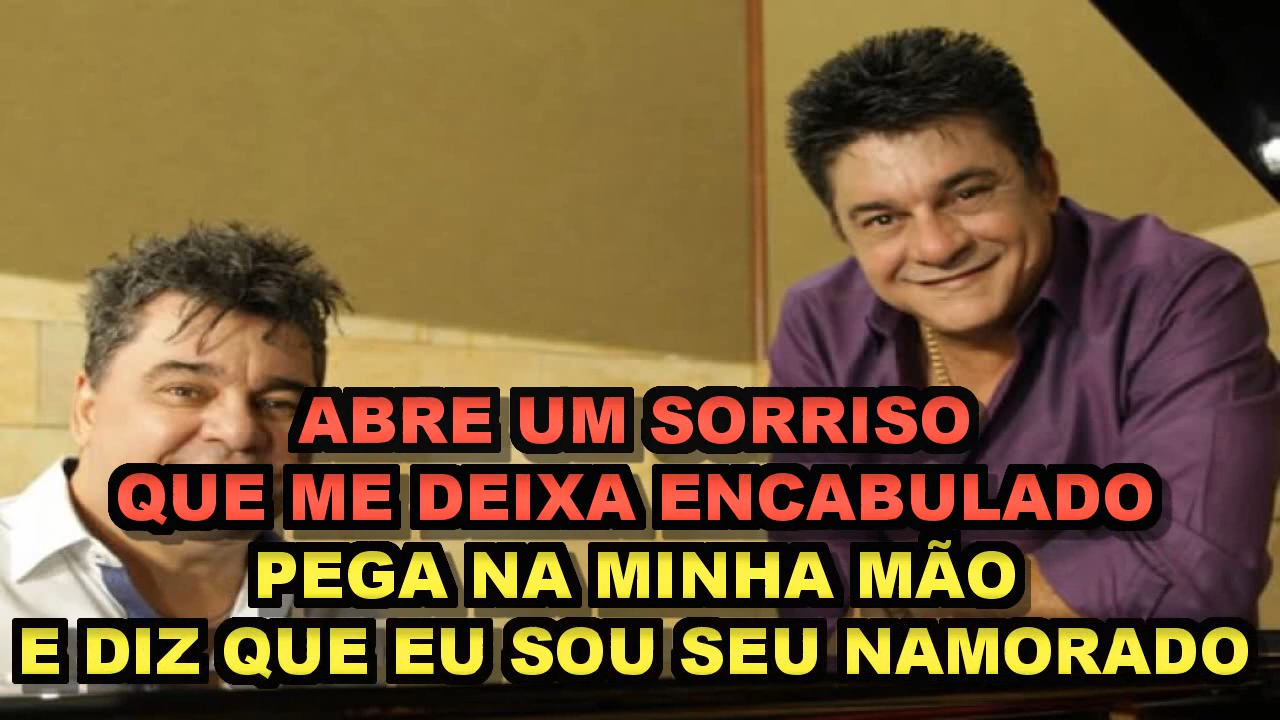 ABRE UM SORRISO
QUE ME DEIXA ENCABULADO
PEGA NA MINHA MÃO
E DIZ QUE EU SOU SEU NAMORADO